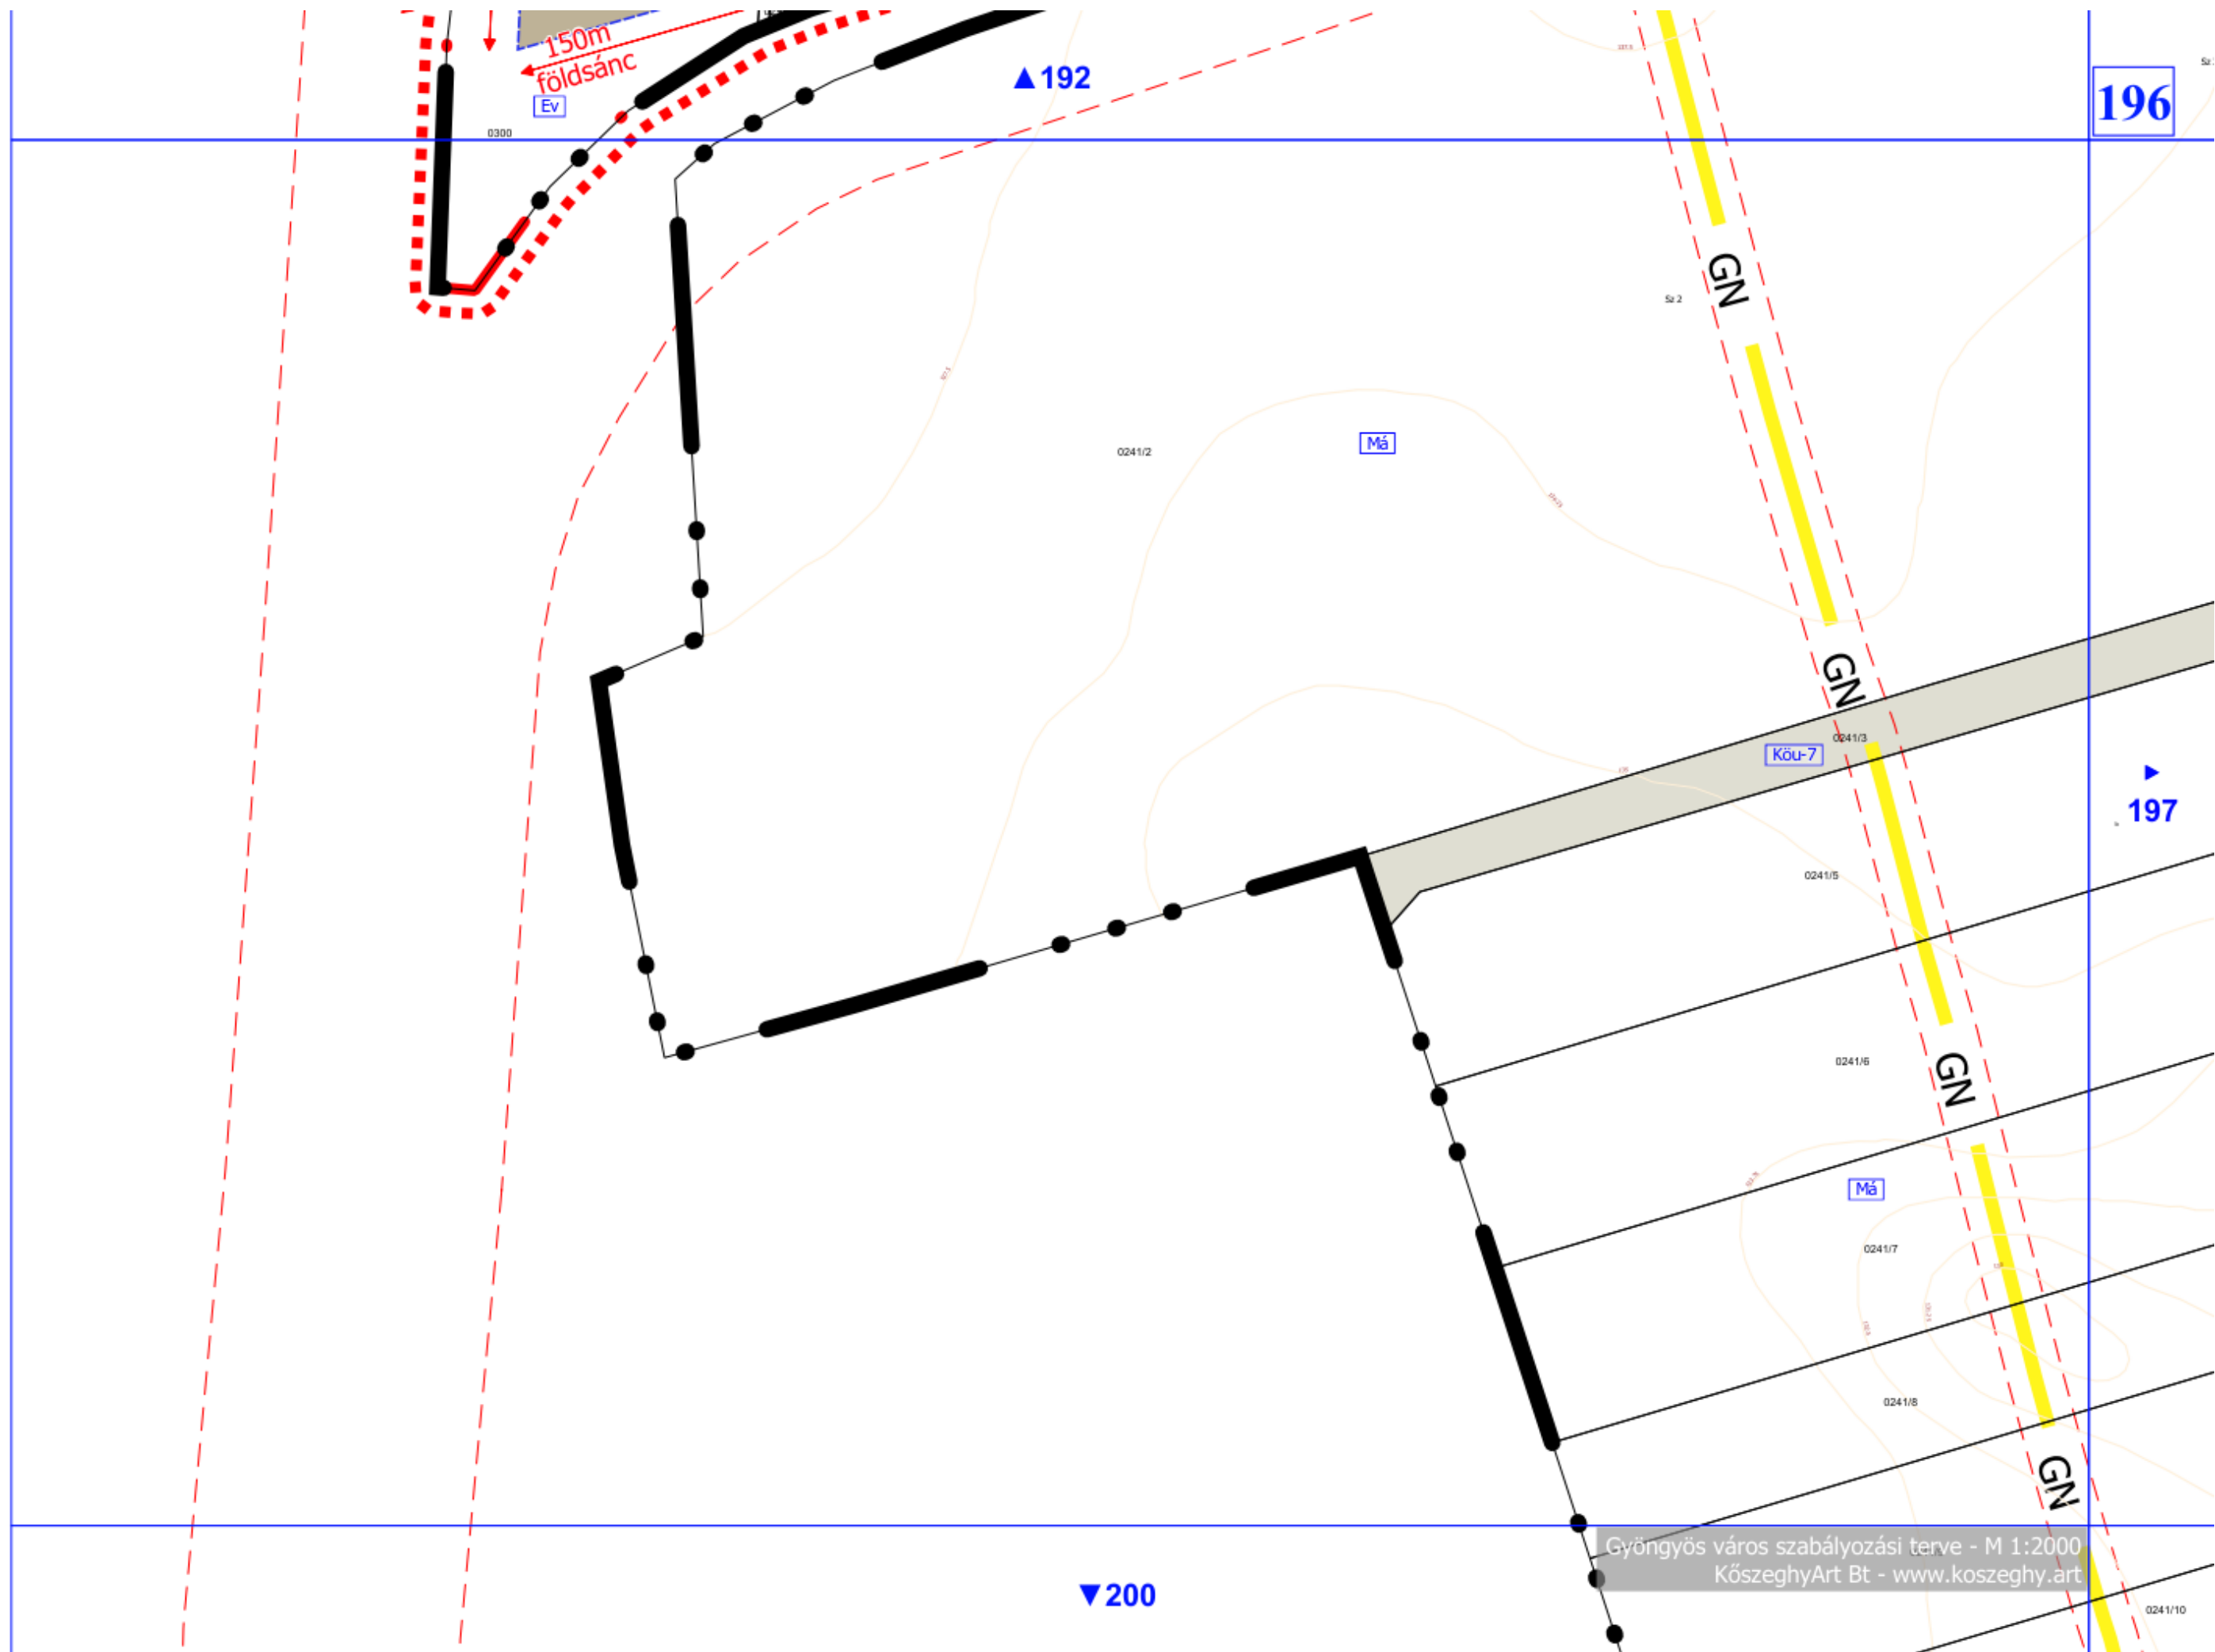 150m
földsánc
Ev
▲192
196
0300
GN
Sz 2
Má
0241/2
GN
0241/3
Köu-7
▶
197
0241/5
0241/6
GN
Má
0241/7
0241/8
GN
Gyöngyös város szabályozási terve - M 1:2000
KőszeghyArt Bt - www.koszeghy.art
▼200
0241/10